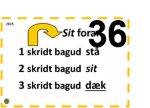 36
Sit foran
1 skridt bagud stå
2 skridt bagud sit
3 skridt bagud dæk